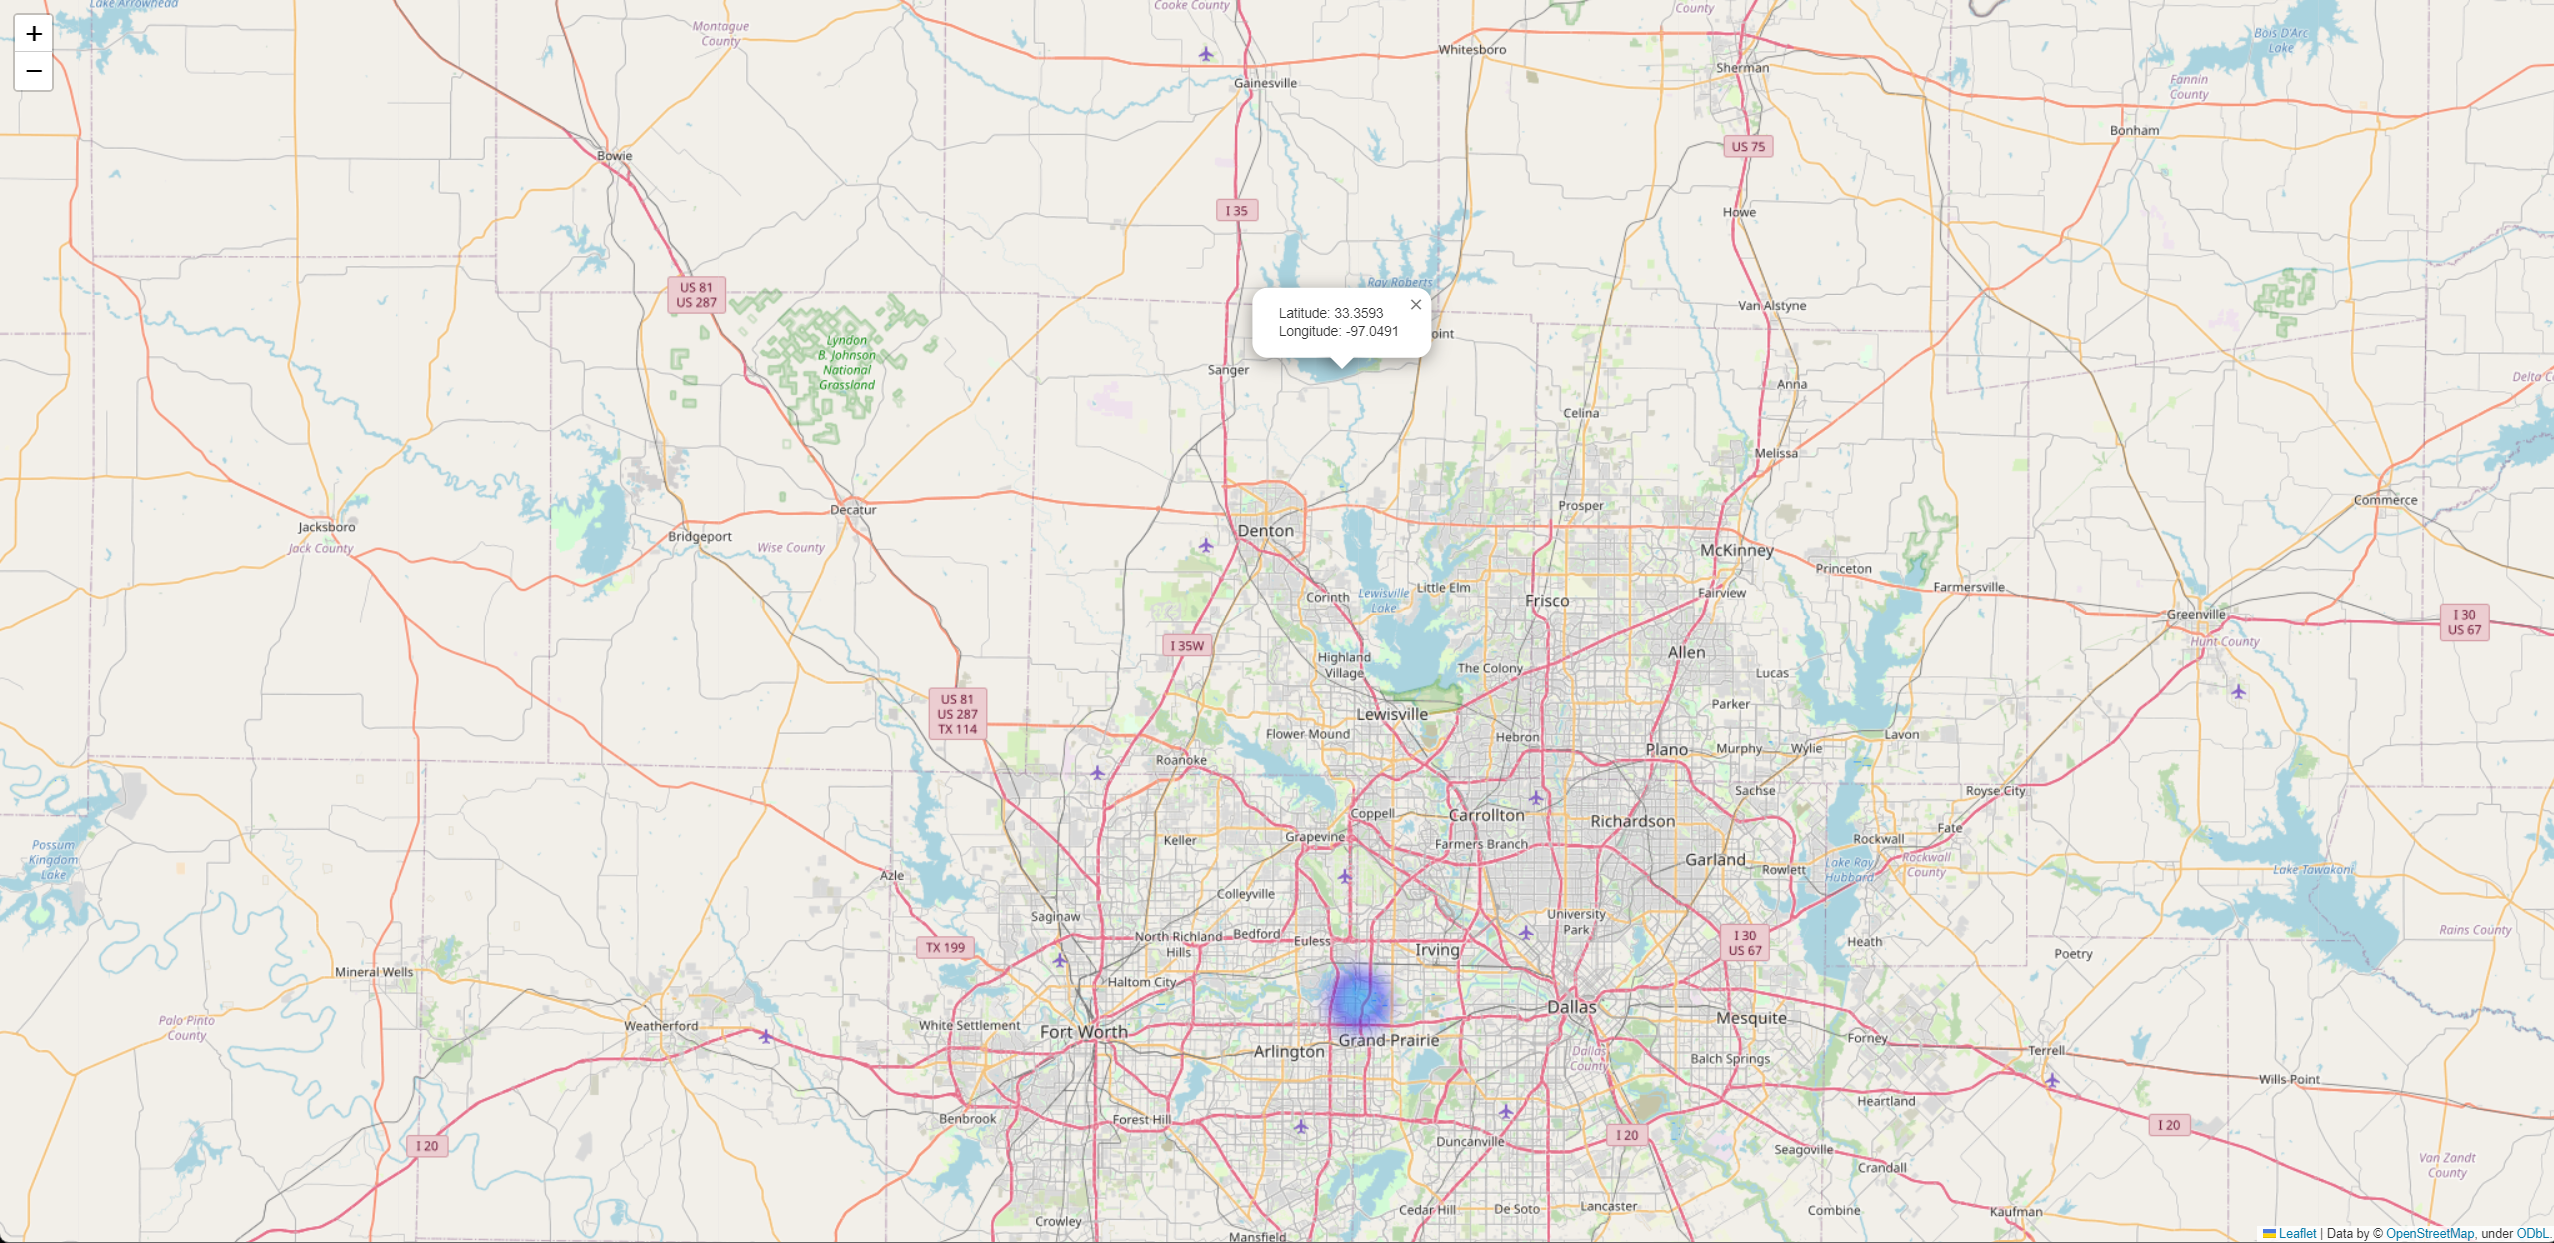 Lake Arrowhead
Cooke County
County
+
−
Montague
County
Whitesboro
Sherman
Bois D'Arc
Lake
Gainesville
Fannin
County
Bonham
Bowie
US 75
I 35
Howe
US 81
US 287
Ray Roberts
Latitude: 33.3593
Longitude: -97.0491
×
oint
Van Alstyne
Lyndon
B. Johnson
National
Grassland
Sanger
Anna
Delta C
Celina
Melissa
Commerce
Decatur
Prosper
Jacksboro
Jack County
Bridgeport
Wise County
Denton
McKinney
Princeton
Little Elm
Farmersville
Corinth
Lewisville
Lake
Frisco
Fairview
Greenville
I 30
US 67
Hunt County
I 35W
Highland
Village
The Colony
Allen
Lucas
US 81
US 287
TX 114
Parker
Lewisville
Flower Mound
Hebron
Plano
Murphy
Wylie
Lavon
Roanoke
Sachse
Royse City
Coppell
Carrollton
Richardson
Keller
Grapevine
Farmers Branch
Fate
Rockwall
Possum
Kingdom
Lake
Garland
Rowlett
Lake Ray
Hubbard
Rockwall
County
Lake Tawakoni
Azle
Colleyville
Saginaw
University
Park
North Richland
Hills
Bedford
Euless
TX 199
Irving
I 30
US 67
Heath
Rains County
Poetry
Mineral Wells
Haltom City
Dallas
Palo Pinto
County
Weatherford
White Settlement
Fort Worth
Mesquite
Grand Prairie
Arlington
Forney
Dallas
County
Balch Springs
Terrell
Wills Point
Heartland
Benbrook
Forest Hill
I 20
I 20
I 20
Duncanville
Seagoville
Crandall
Van Zandt
County
Crowley
Cedar Hill
De Soto
Lancaster
Combine
Kaufman
Mansfield
Leaflet | Data by © OpenStreetMap, under ODbL.